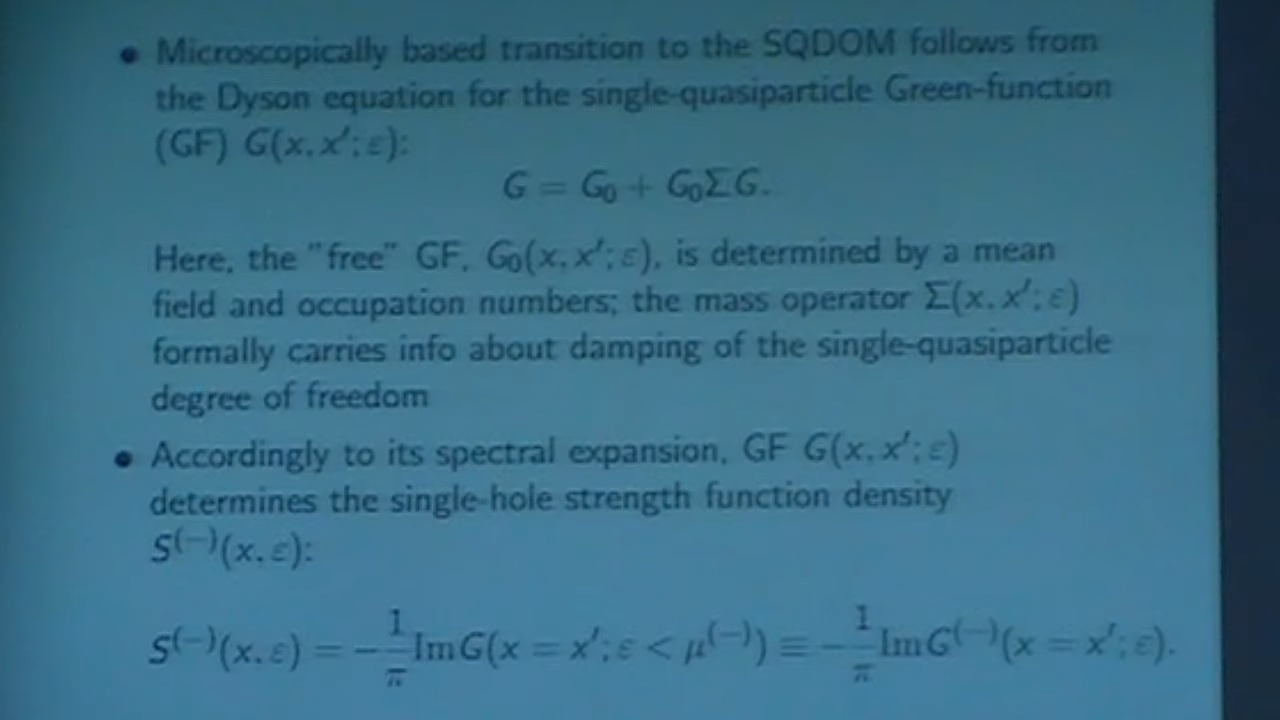 • Microscopically based transition to the SQDOM follows from
the Dyson equation for the single-quasiparticle Green-function
(GF) G(x, x′; ε):
G = G₀ + G₀ΣG.
Here, the "free" GF, G₀(x, x′; ε), is determined by a mean
field and occupation numbers; the mass operator Σ(x, x′; ε)
formally carries info about damping of the single-quasiparticle
degree of freedom
• Accordingly to its spectral expansion, GF G(x, x′; ε)
determines the single-hole strength function density
S⁽⁻⁾(x, ε):
S⁽⁻⁾(x, ε) = −1/π ImG(x = x′; ε < μ⁽⁻⁾) ≡ −1/π ImG⁽⁻⁾(x = x′; ε).